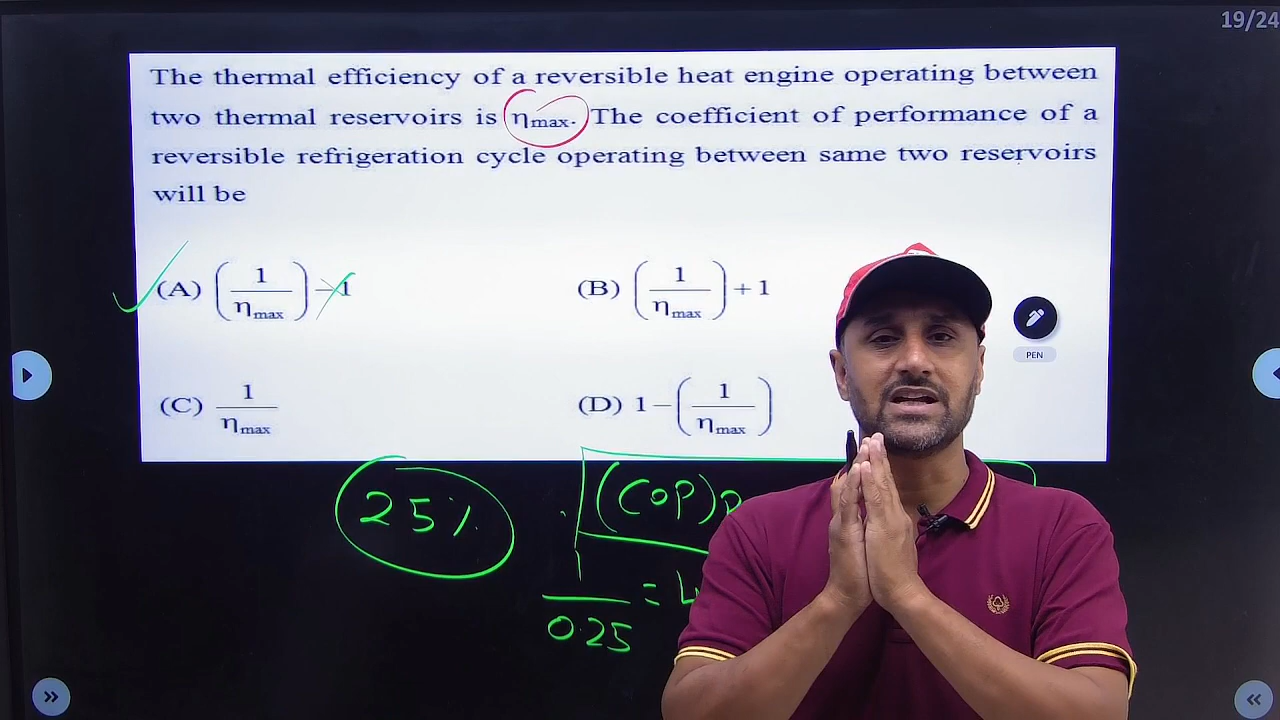 19/24
The thermal efficiency of a reversible heat engine operating between
two thermal reservoirs is ηmax. The coefficient of performance of a
reversible refrigeration cycle operating between same two reservoirs
will be
(A) (1/ηmax) −1
(B) (1/ηmax) + 1
PEN
(C) 1/ηmax
(D) 1−(1/ηmax)
25%
(COP)R
1/0.25 =